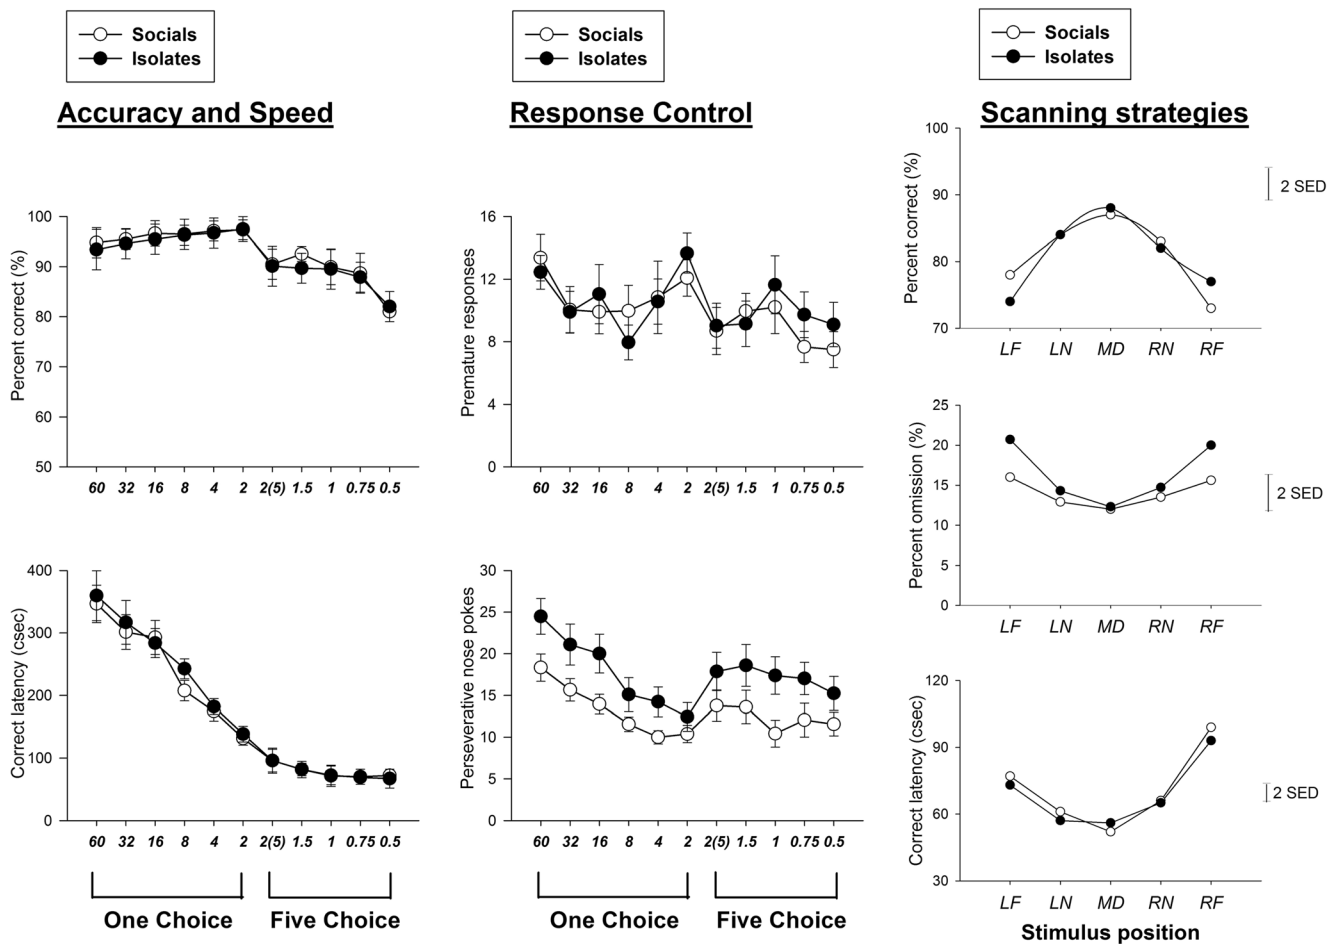 Socials
Isolates
Accuracy and Speed
Percent correct (%)
100
90
80
70
60
50
60 32 16 8 4 2 2(5) 1.5 1 0.75 0.5
Correct latency (csec)
400
300
200
100
0
60 32 16 8 4 2 2(5) 1.5 1 0.75 0.5
One Choice Five Choice
Socials
Isolates
Response Control
Premature responses
16
12
8
4
0
60 32 16 8 4 2 2(5) 1.5 1 0.75 0.5
Perseverative nose pokes
30
25
20
15
10
5
0
60 32 16 8 4 2 2(5) 1.5 1 0.75 0.5
One Choice Five Choice
Socials
Isolates
Scanning strategies
Percent correct (%)
100
90
80
70
2 SED
LF LN MD RN RF
Percent omission (%)
25
20
15
10
5
0
2 SED
LF LN MD RN RF
Correct latency (csec)
120
90
60
30
2 SED
LF LN MD RN RF
Stimulus position